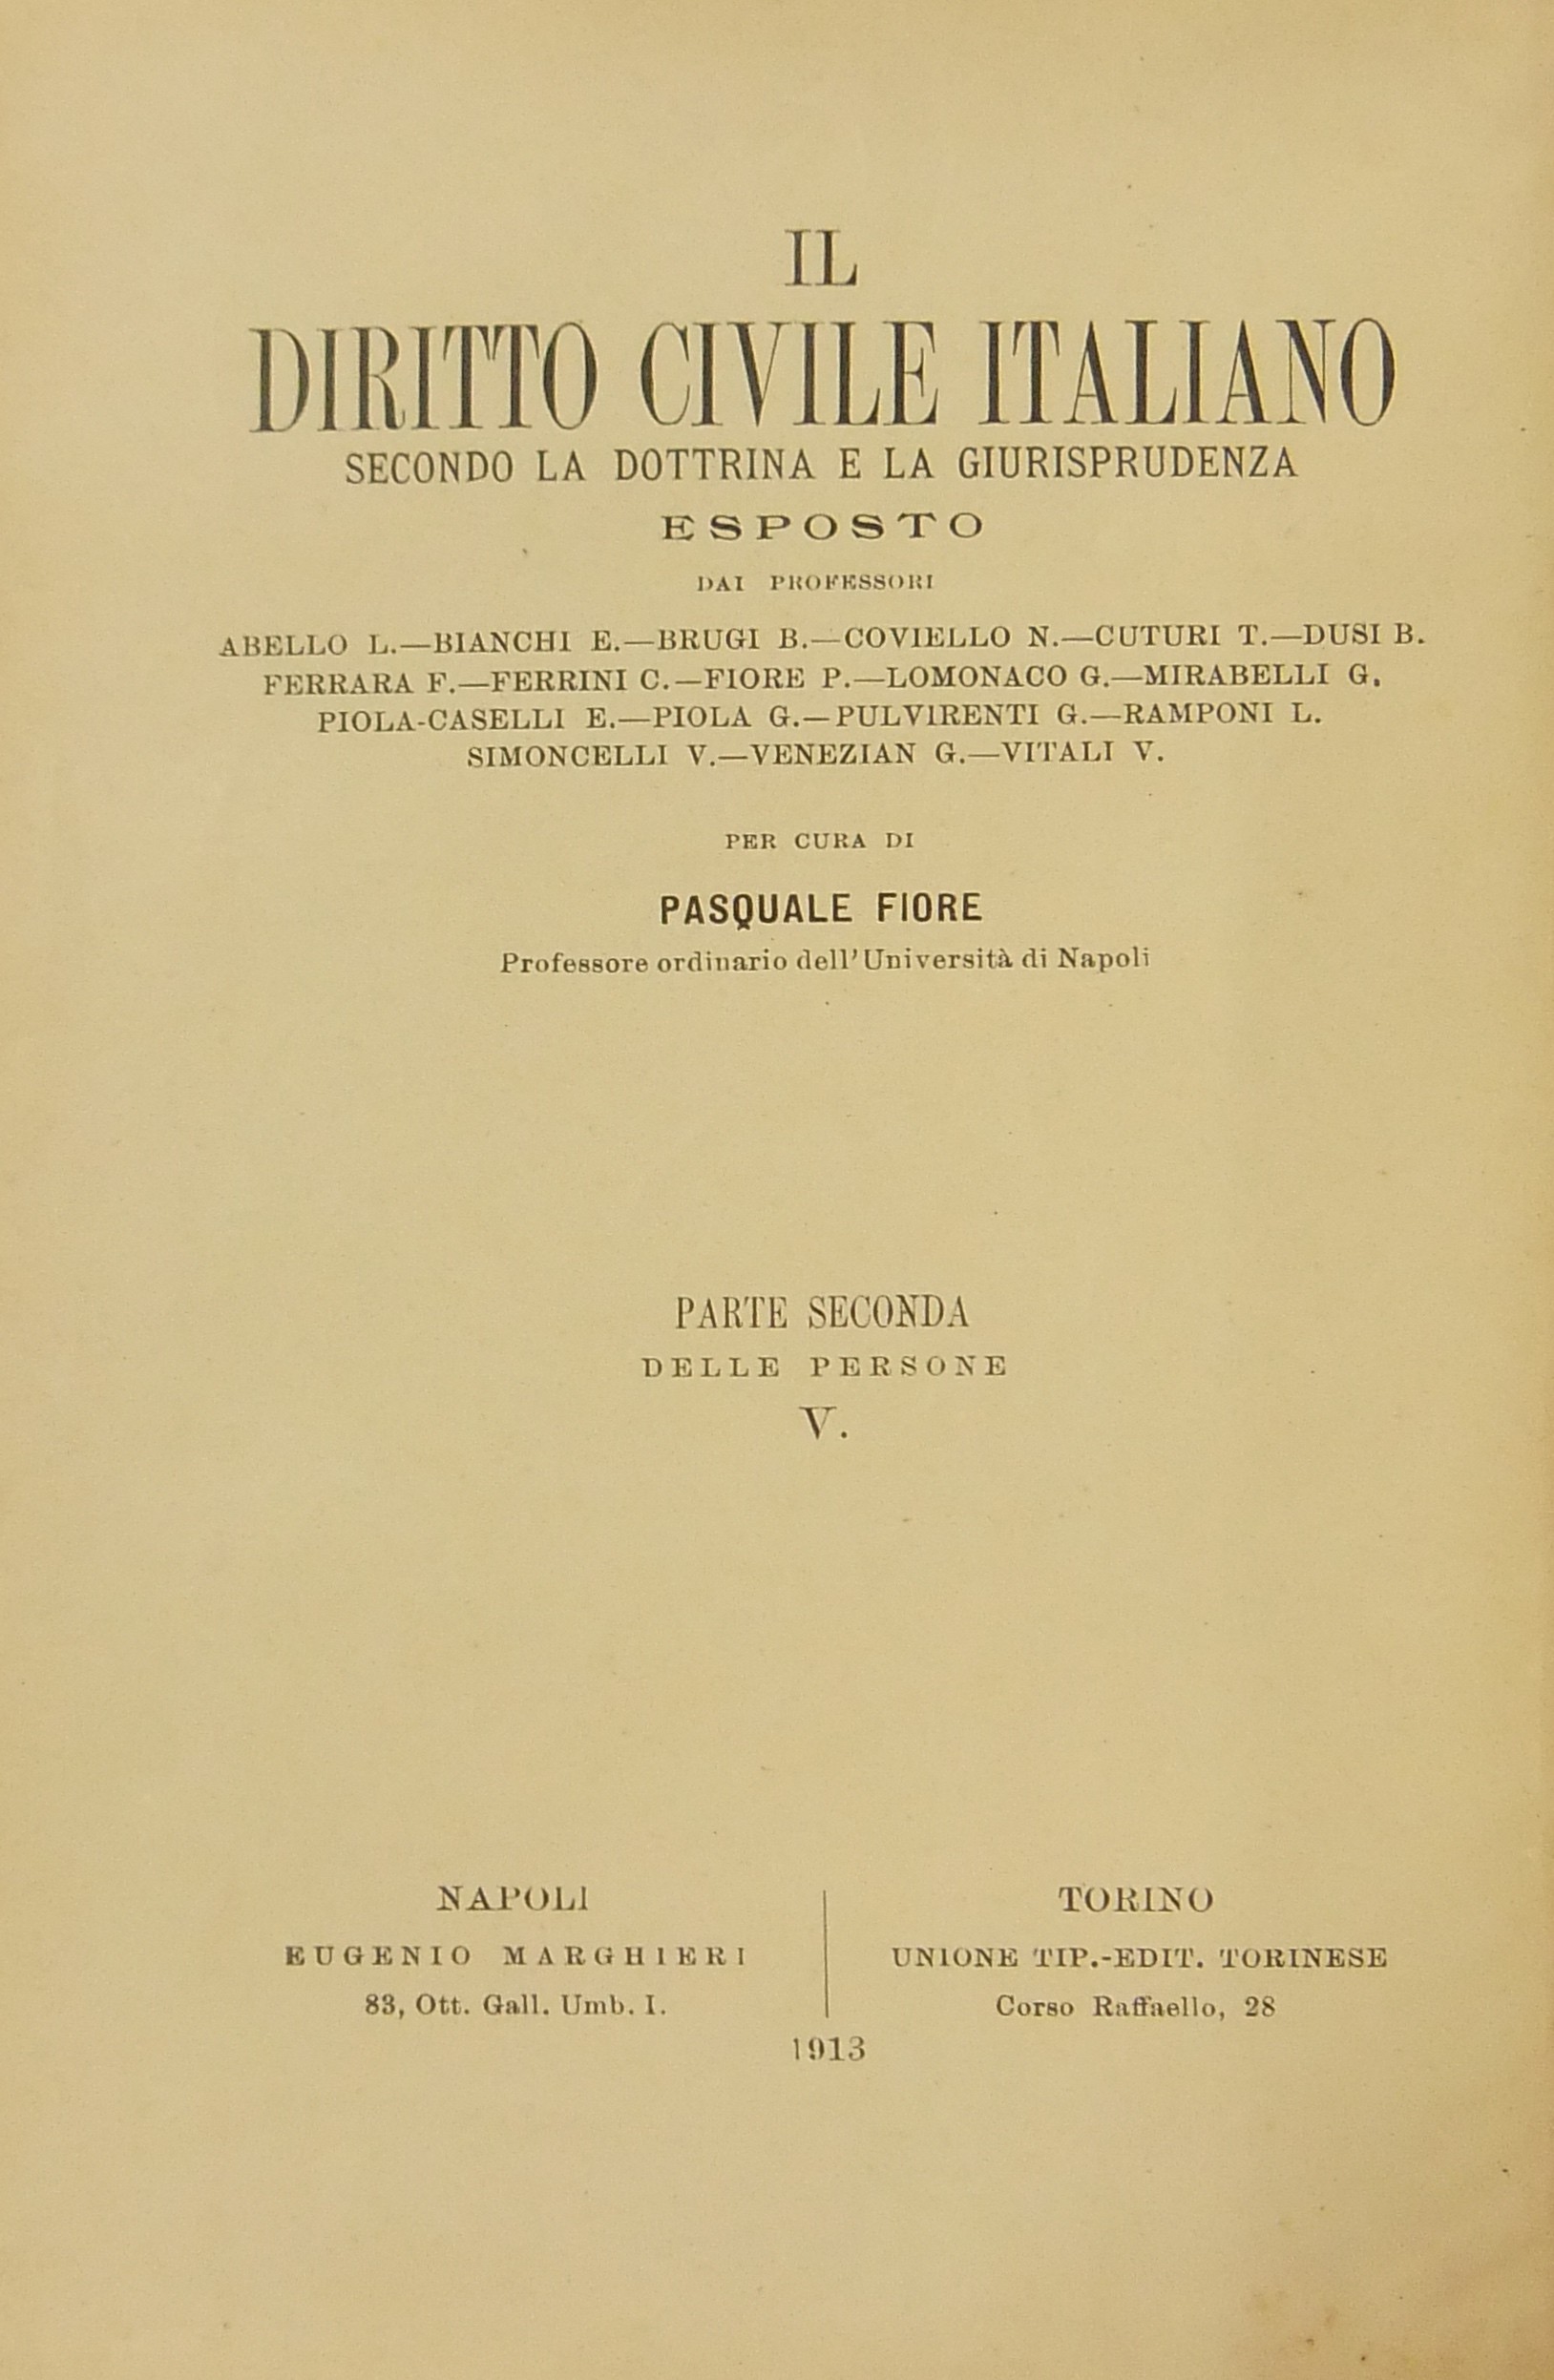 IL
DIRITTO CIVILE ITALIANO
SECONDO LA DOTTRINA E LA GIURISPRUDENZA
ESPOSTO
DAI PROFESSORI
ABELLO L.—BIANCHI E.—BRUGI B.—COVIELLO N.—CUTURI T.—DUSI B.
FERRARA F.—FERRINI C.—FIORE P.—LOMONACO G.—MIRABELLI G.
PIOLA-CASELLI E.—PIOLA G.—PULVIRENTI G.—RAMPONI L.
SIMONCELLI V.—VENEZIAN G.—VITALI V.
PER CURA DI
PASQUALE FIORE
Professore ordinario dell'Università di Napoli
PARTE SECONDA
DELLE PERSONE
V.
NAPOLI
EUGENIO MARGHIERI
83, Ott. Gall. Umb. I.
TORINO
UNIONE TIP.-EDIT. TORINESE
Corso Raffaello, 28
1913